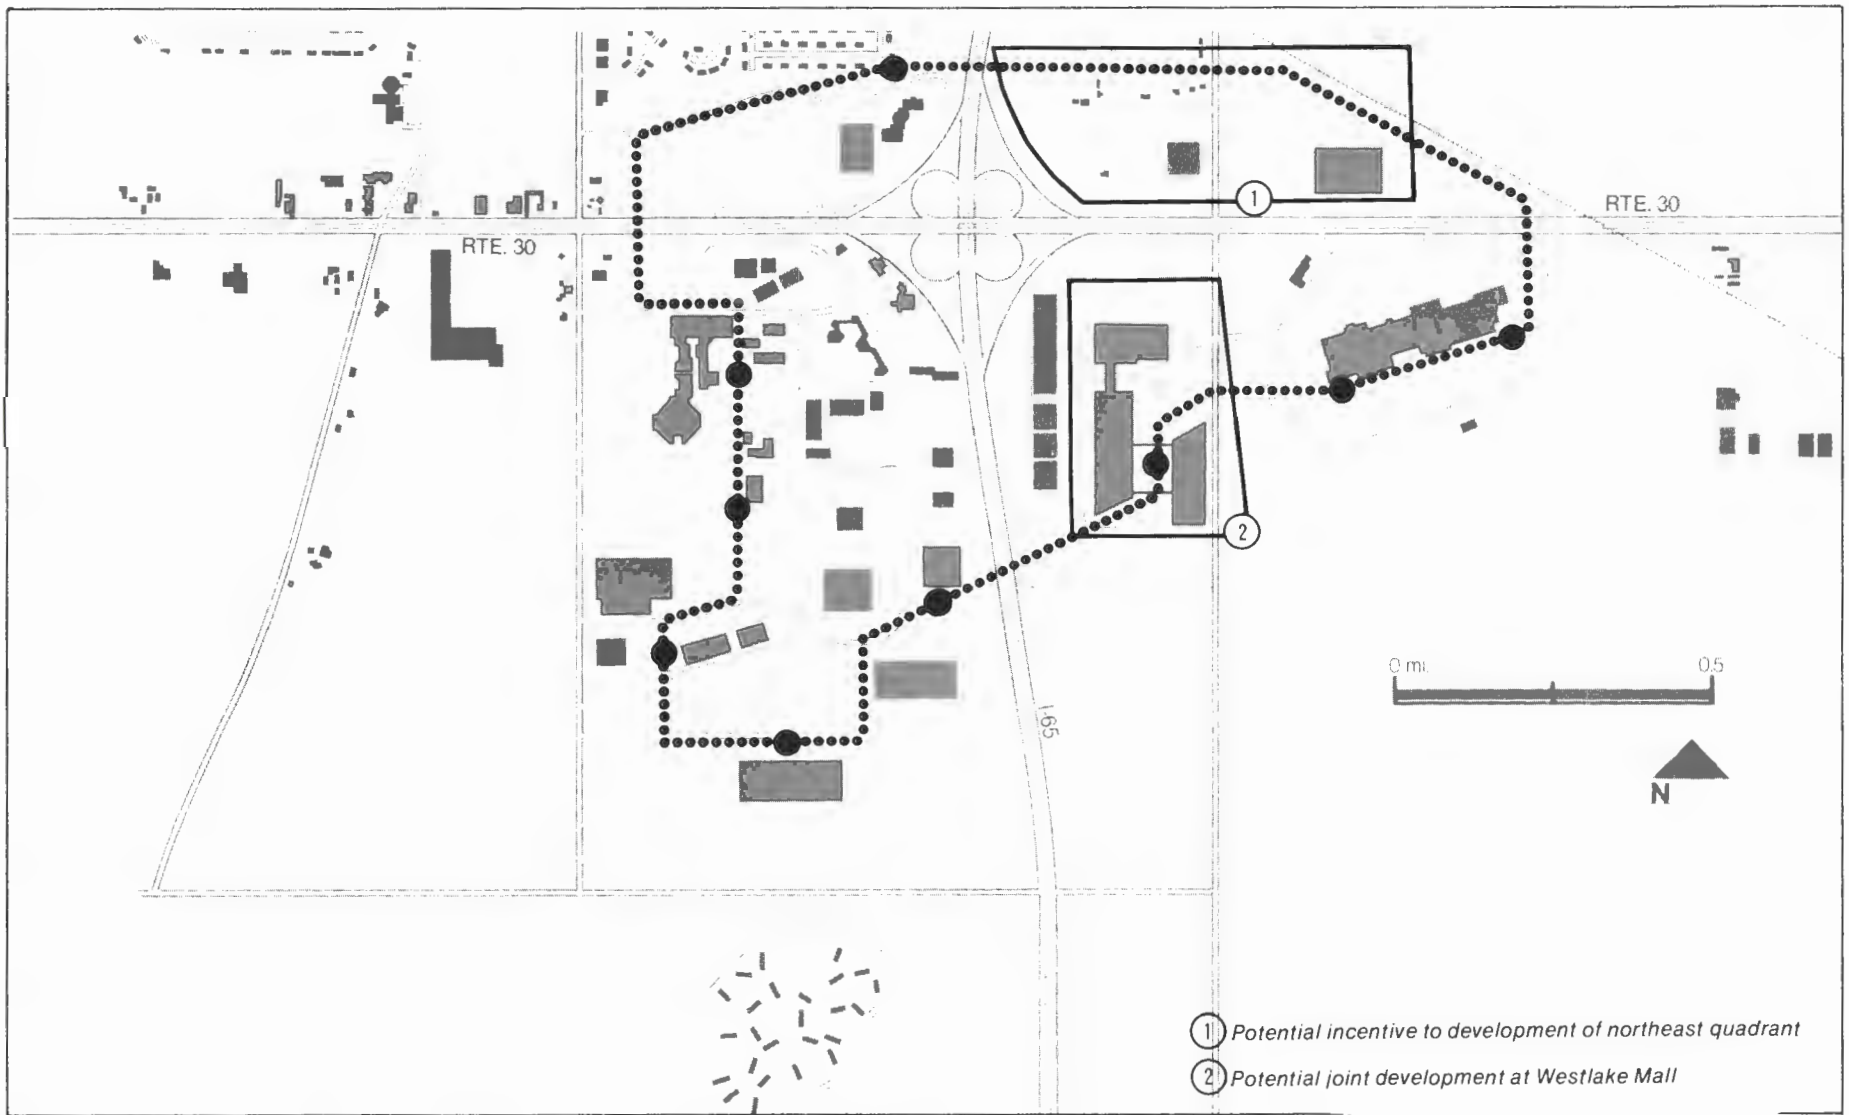 RTE. 30
RTE. 30
1
2
0 mi.
0.5
I-65
N
1 Potential incentive to development of northeast quadrant
2 Potential joint development at Westlake Mall